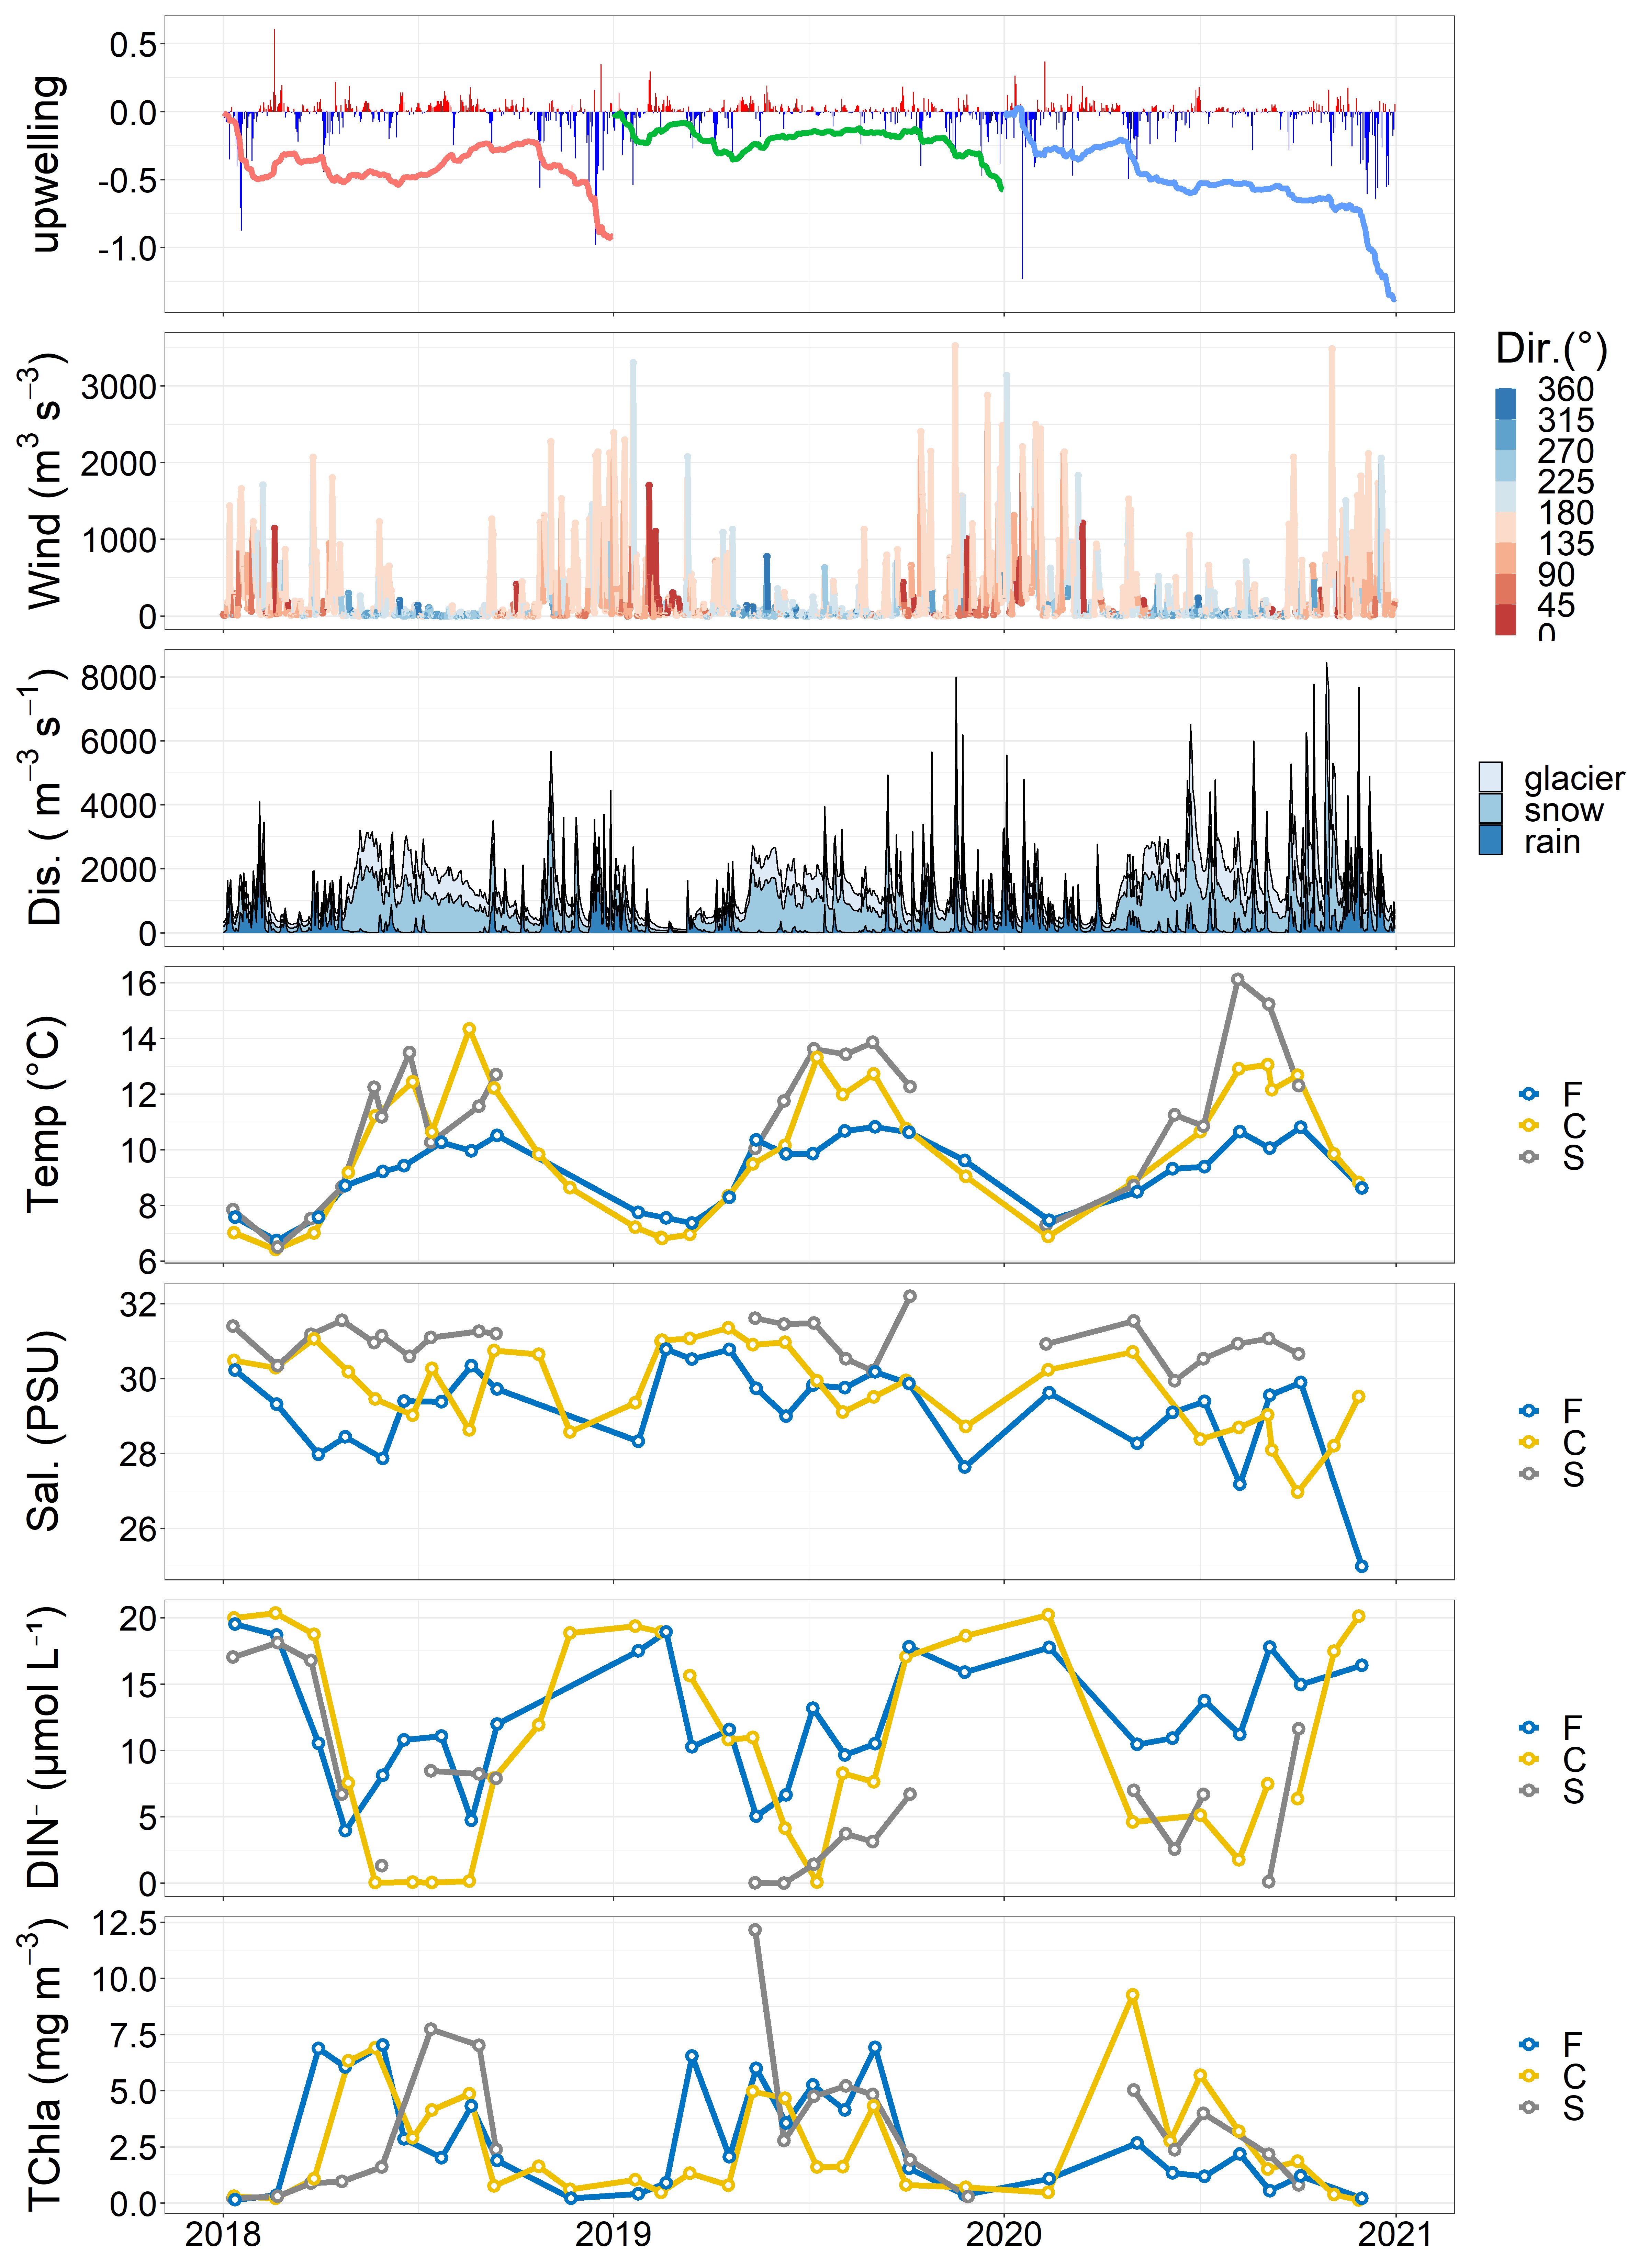 upwelling
0.5
0.0
-0.5
-1.0
Wind (m³ s⁻³)
3000
2000
1000
0
Dir.(°)
360
315
270
225
180
135
90
45
0
Dis. ( m⁻³ s⁻¹)
8000
6000
4000
2000
0
glacier
snow
rain
Temp (°C)
16
14
12
10
8
6
F
C
S
Sal. (PSU)
32
30
28
26
F
C
S
DIN⁻ (µmol L⁻¹)
20
15
10
5
0
F
C
S
TChla (mg m⁻³)
12.5
10.0
7.5
5.0
2.5
0.0
F
C
S
2018 2019 2020 2021